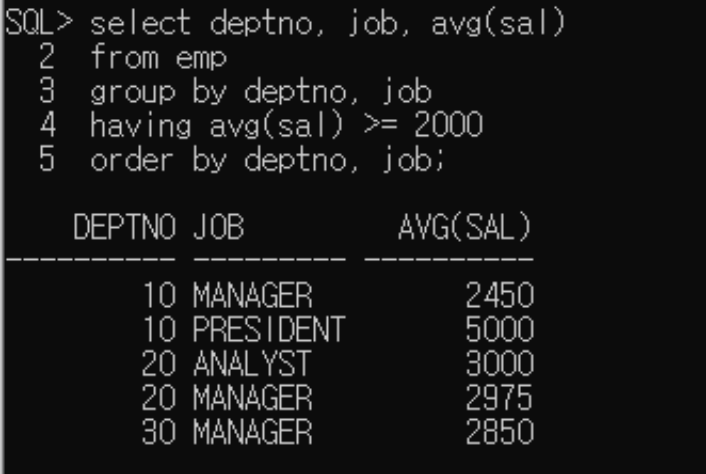 SQL> select deptno, job, avg(sal)
2 from emp
3 group by deptno, job
4 having avg(sal) >= 2000
5 order by deptno, job;
DEPTNO JOB AVG(SAL)
---------- --------- ----------
10 MANAGER 2450
10 PRESIDENT 5000
20 ANALYST 3000
20 MANAGER 2975
30 MANAGER 2850